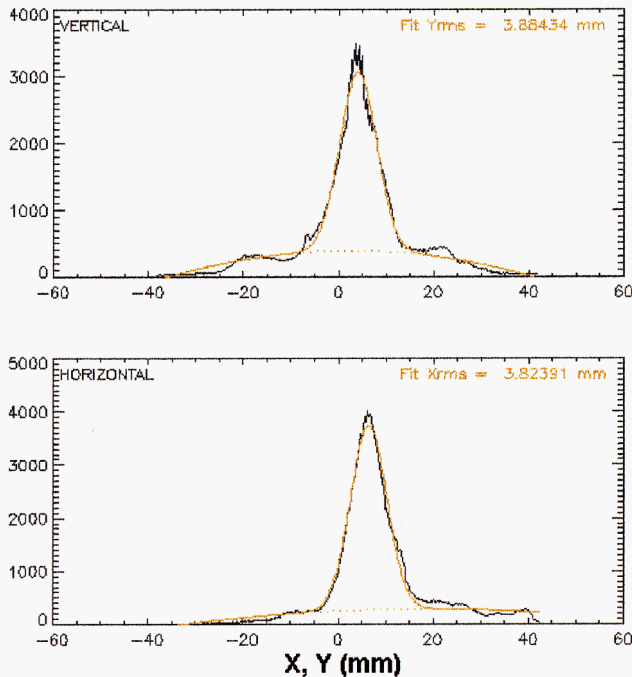 4000
VERTICAL
Fit Yrms = 3.88434 mm
3000
2000
1000
0
−60 −40 −20 0 20 40 60
5000
HORIZONTAL
Fit Xrms = 3.82391 mm
4000
3000
2000
1000
0
−60 −40 −20 0 20 40 60
X, Y (mm)